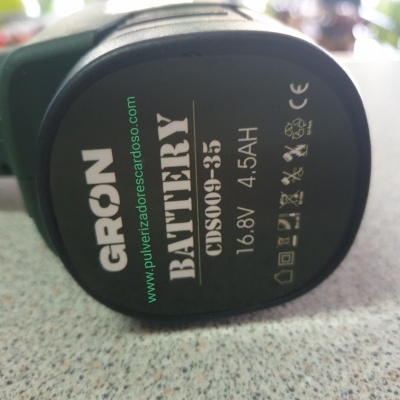 GRON
www.pulverizadorescardoso.com
BATTERY
CDS009-35
16.8V 4.5AH
CE